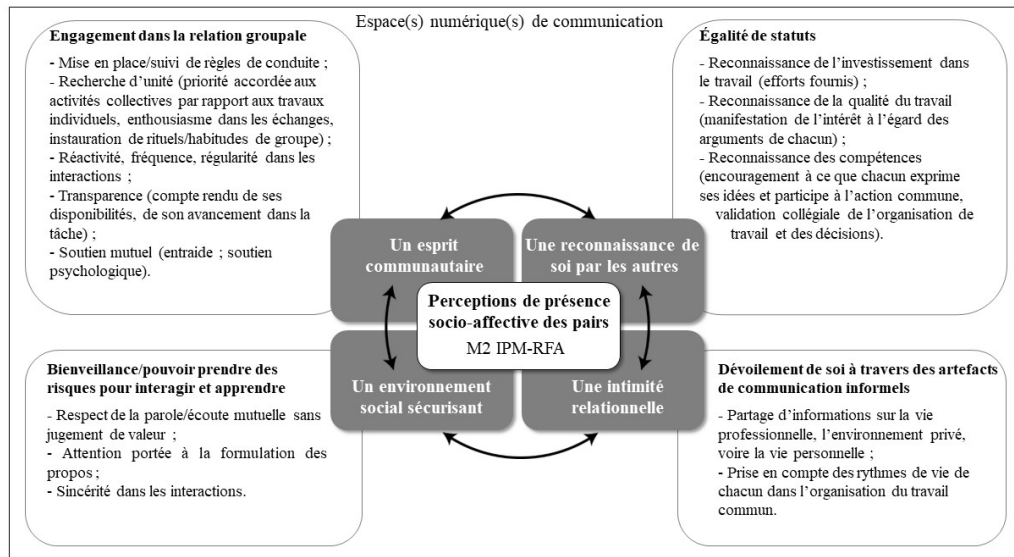 Espace(s) numérique(s) de communication
Engagement dans la relation groupale
- Mise en place/suivi de règles de conduite ;
- Recherche d'unité (priorité accordée aux
activités collectives par rapport aux travaux
individuels, enthousiasme dans les échanges,
instauration de rituels/habitudes de groupe) ;
- Réactivité, fréquence, régularité dans les
interactions ;
- Transparence (compte rendu de ses
disponibilités, de son avancement dans la
tâche) ;
- Soutien mutuel (entraide ; soutien
psychologique).
Égalité de statuts
- Reconnaissance de l'investissement dans
le travail (efforts fournis) ;
- Reconnaissance de la qualité du travail
(manifestation de l'intérêt à l'égard des
arguments de chacun) ;
- Reconnaissance des compétences
(encouragement à ce que chacun exprime
ses idées et participe à l'action commune,
validation collégiale de l'organisation de
travail et des décisions).
Un esprit
communautaire
Une reconnaissance de
soi par les autres
Perceptions de présence
socio-affective des pairs
M2 IPM-RFA
Un environnement
social sécurisant
Une intimité
relationnelle
Bienveillance/pouvoir prendre des
risques pour interagir et apprendre
- Respect de la parole/écoute mutuelle sans
jugement de valeur ;
- Attention portée à la formulation des
propos ;
- Sincérité dans les interactions.
Dévoilement de soi à travers des artefacts
de communication informels
- Partage d'informations sur la vie
professionnelle, l'environnement privé,
voire la vie personnelle ;
- Prise en compte des rythmes de vie de
chacun dans l'organisation du travail
commun.